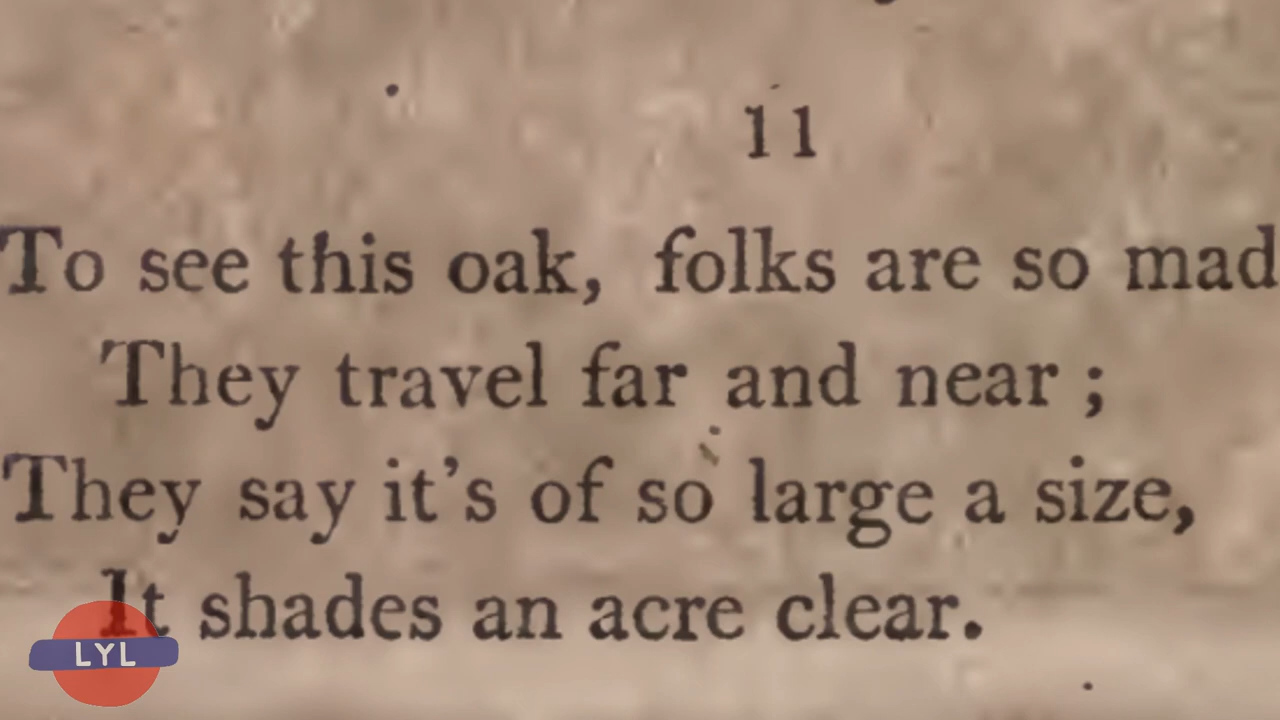 11
To see this oak, folks are so mad
They travel far and near ;
They say it's of so large a size,
It shades an acre clear.
LYL